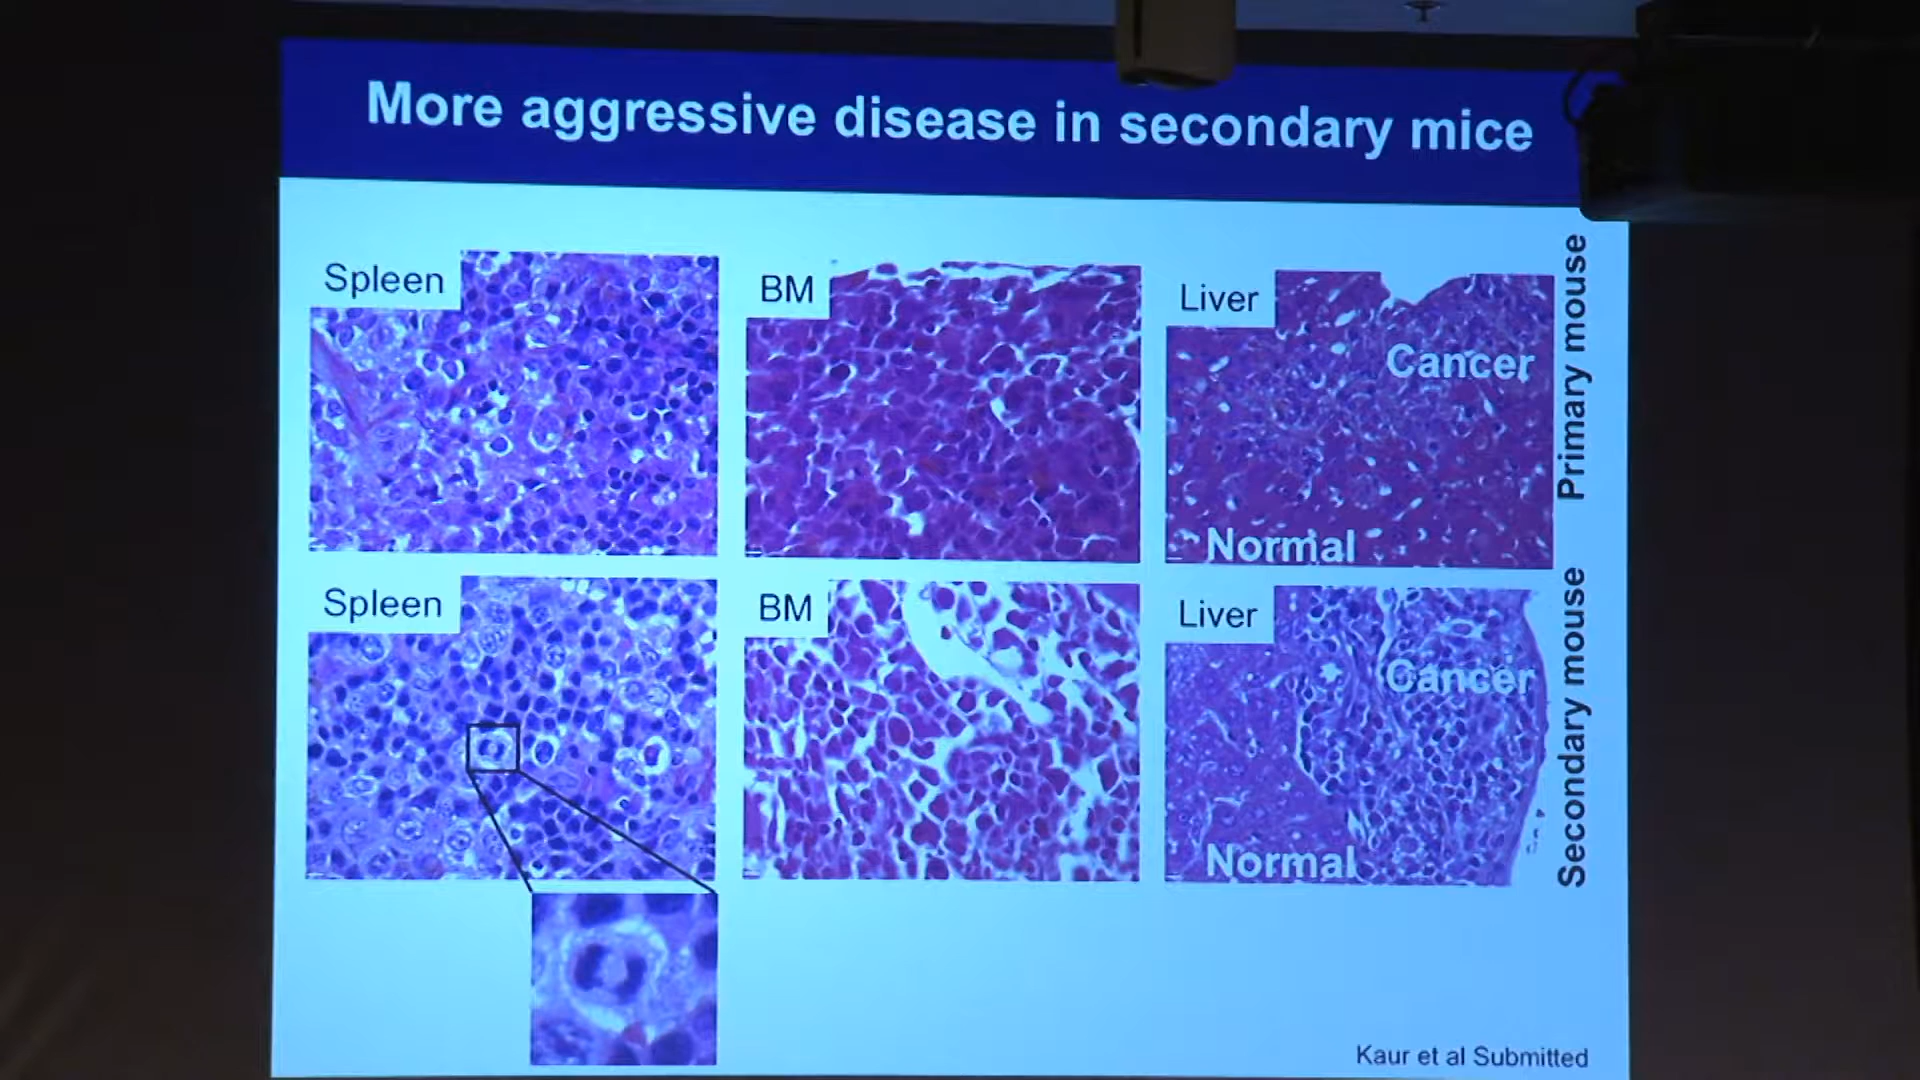 More aggressive disease in secondary mice
Spleen
BM
Liver
Cancer
Normal
Primary mouse
Spleen
BM
Liver
Cancer
Normal
Secondary mouse
Kaur et al Submitted